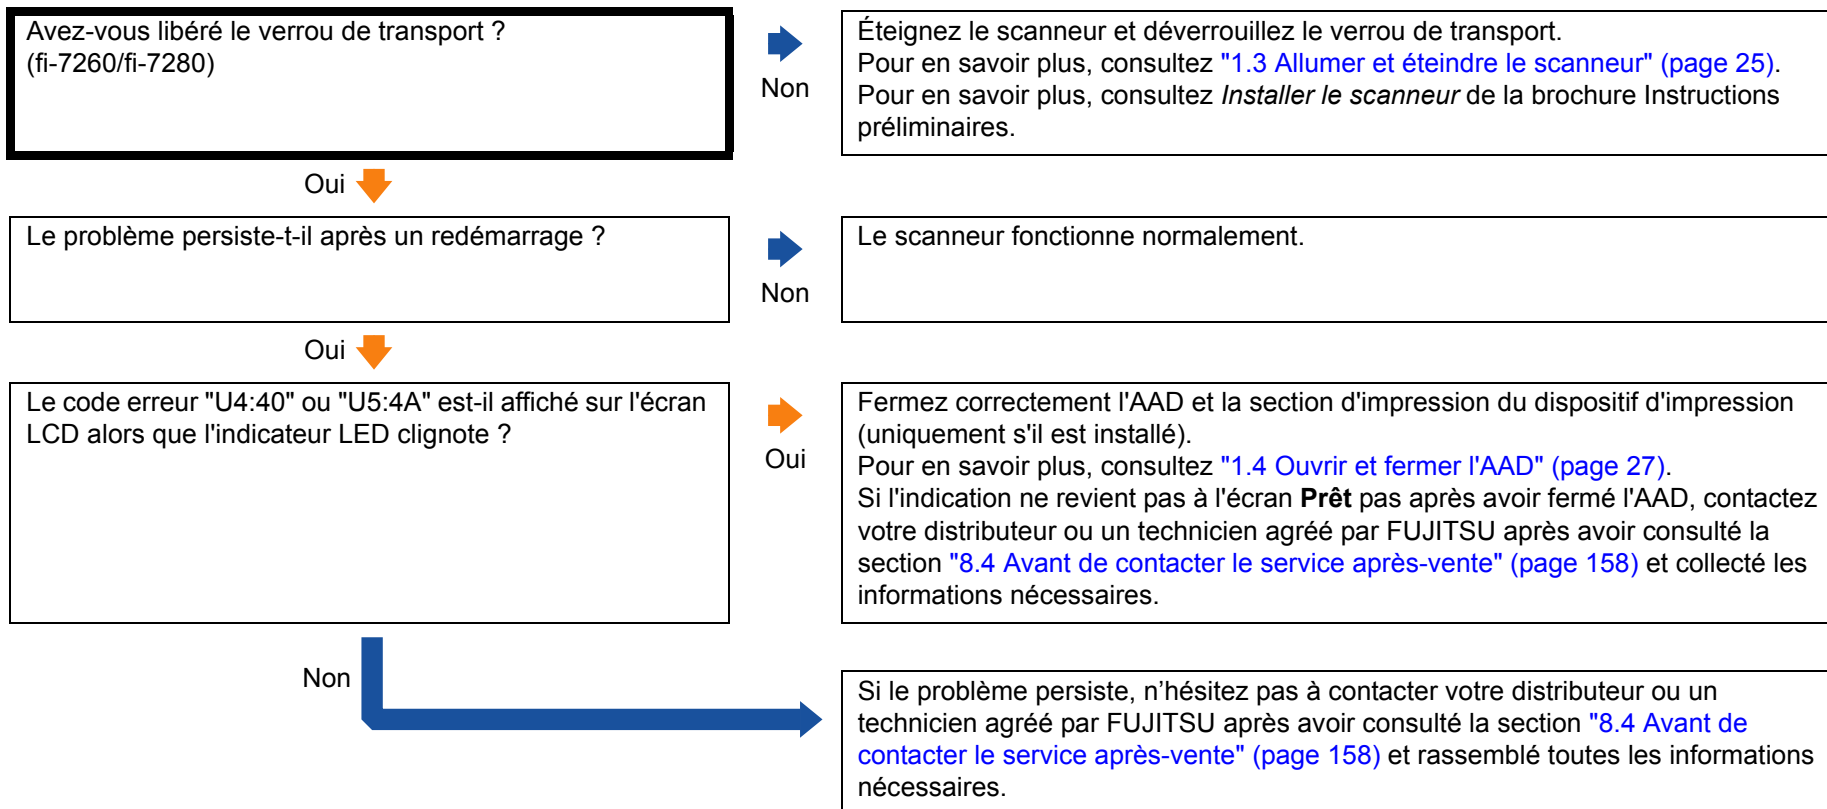 Avez-vous libéré le verrou de transport ?
(fi-7260/fi-7280)
Non
Éteignez le scanneur et déverrouillez le verrou de transport.
Pour en savoir plus, consultez "1.3 Allumer et éteindre le scanneur" (page 25).
Pour en savoir plus, consultez Installer le scanneur de la brochure Instructions
préliminaires.
Oui
Le problème persiste-t-il après un redémarrage ?
Non
Le scanneur fonctionne normalement.
Oui
Le code erreur "U4:40" ou "U5:4A" est-il affiché sur l'écran
LCD alors que l'indicateur LED clignote ?
Oui
Fermez correctement l'AAD et la section d'impression du dispositif d'impression
(uniquement s'il est installé).
Pour en savoir plus, consultez "1.4 Ouvrir et fermer l'AAD" (page 27).
Si l'indication ne revient pas à l'écran Prêt pas après avoir fermé l'AAD, contactez
votre distributeur ou un technicien agréé par FUJITSU après avoir consulté la
section "8.4 Avant de contacter le service après-vente" (page 158) et collecté les
informations nécessaires.
Non
Si le problème persiste, n’hésitez pas à contacter votre distributeur ou un
technicien agréé par FUJITSU après avoir consulté la section "8.4 Avant de
contacter le service après-vente" (page 158) et rassemblé toutes les informations
nécessaires.